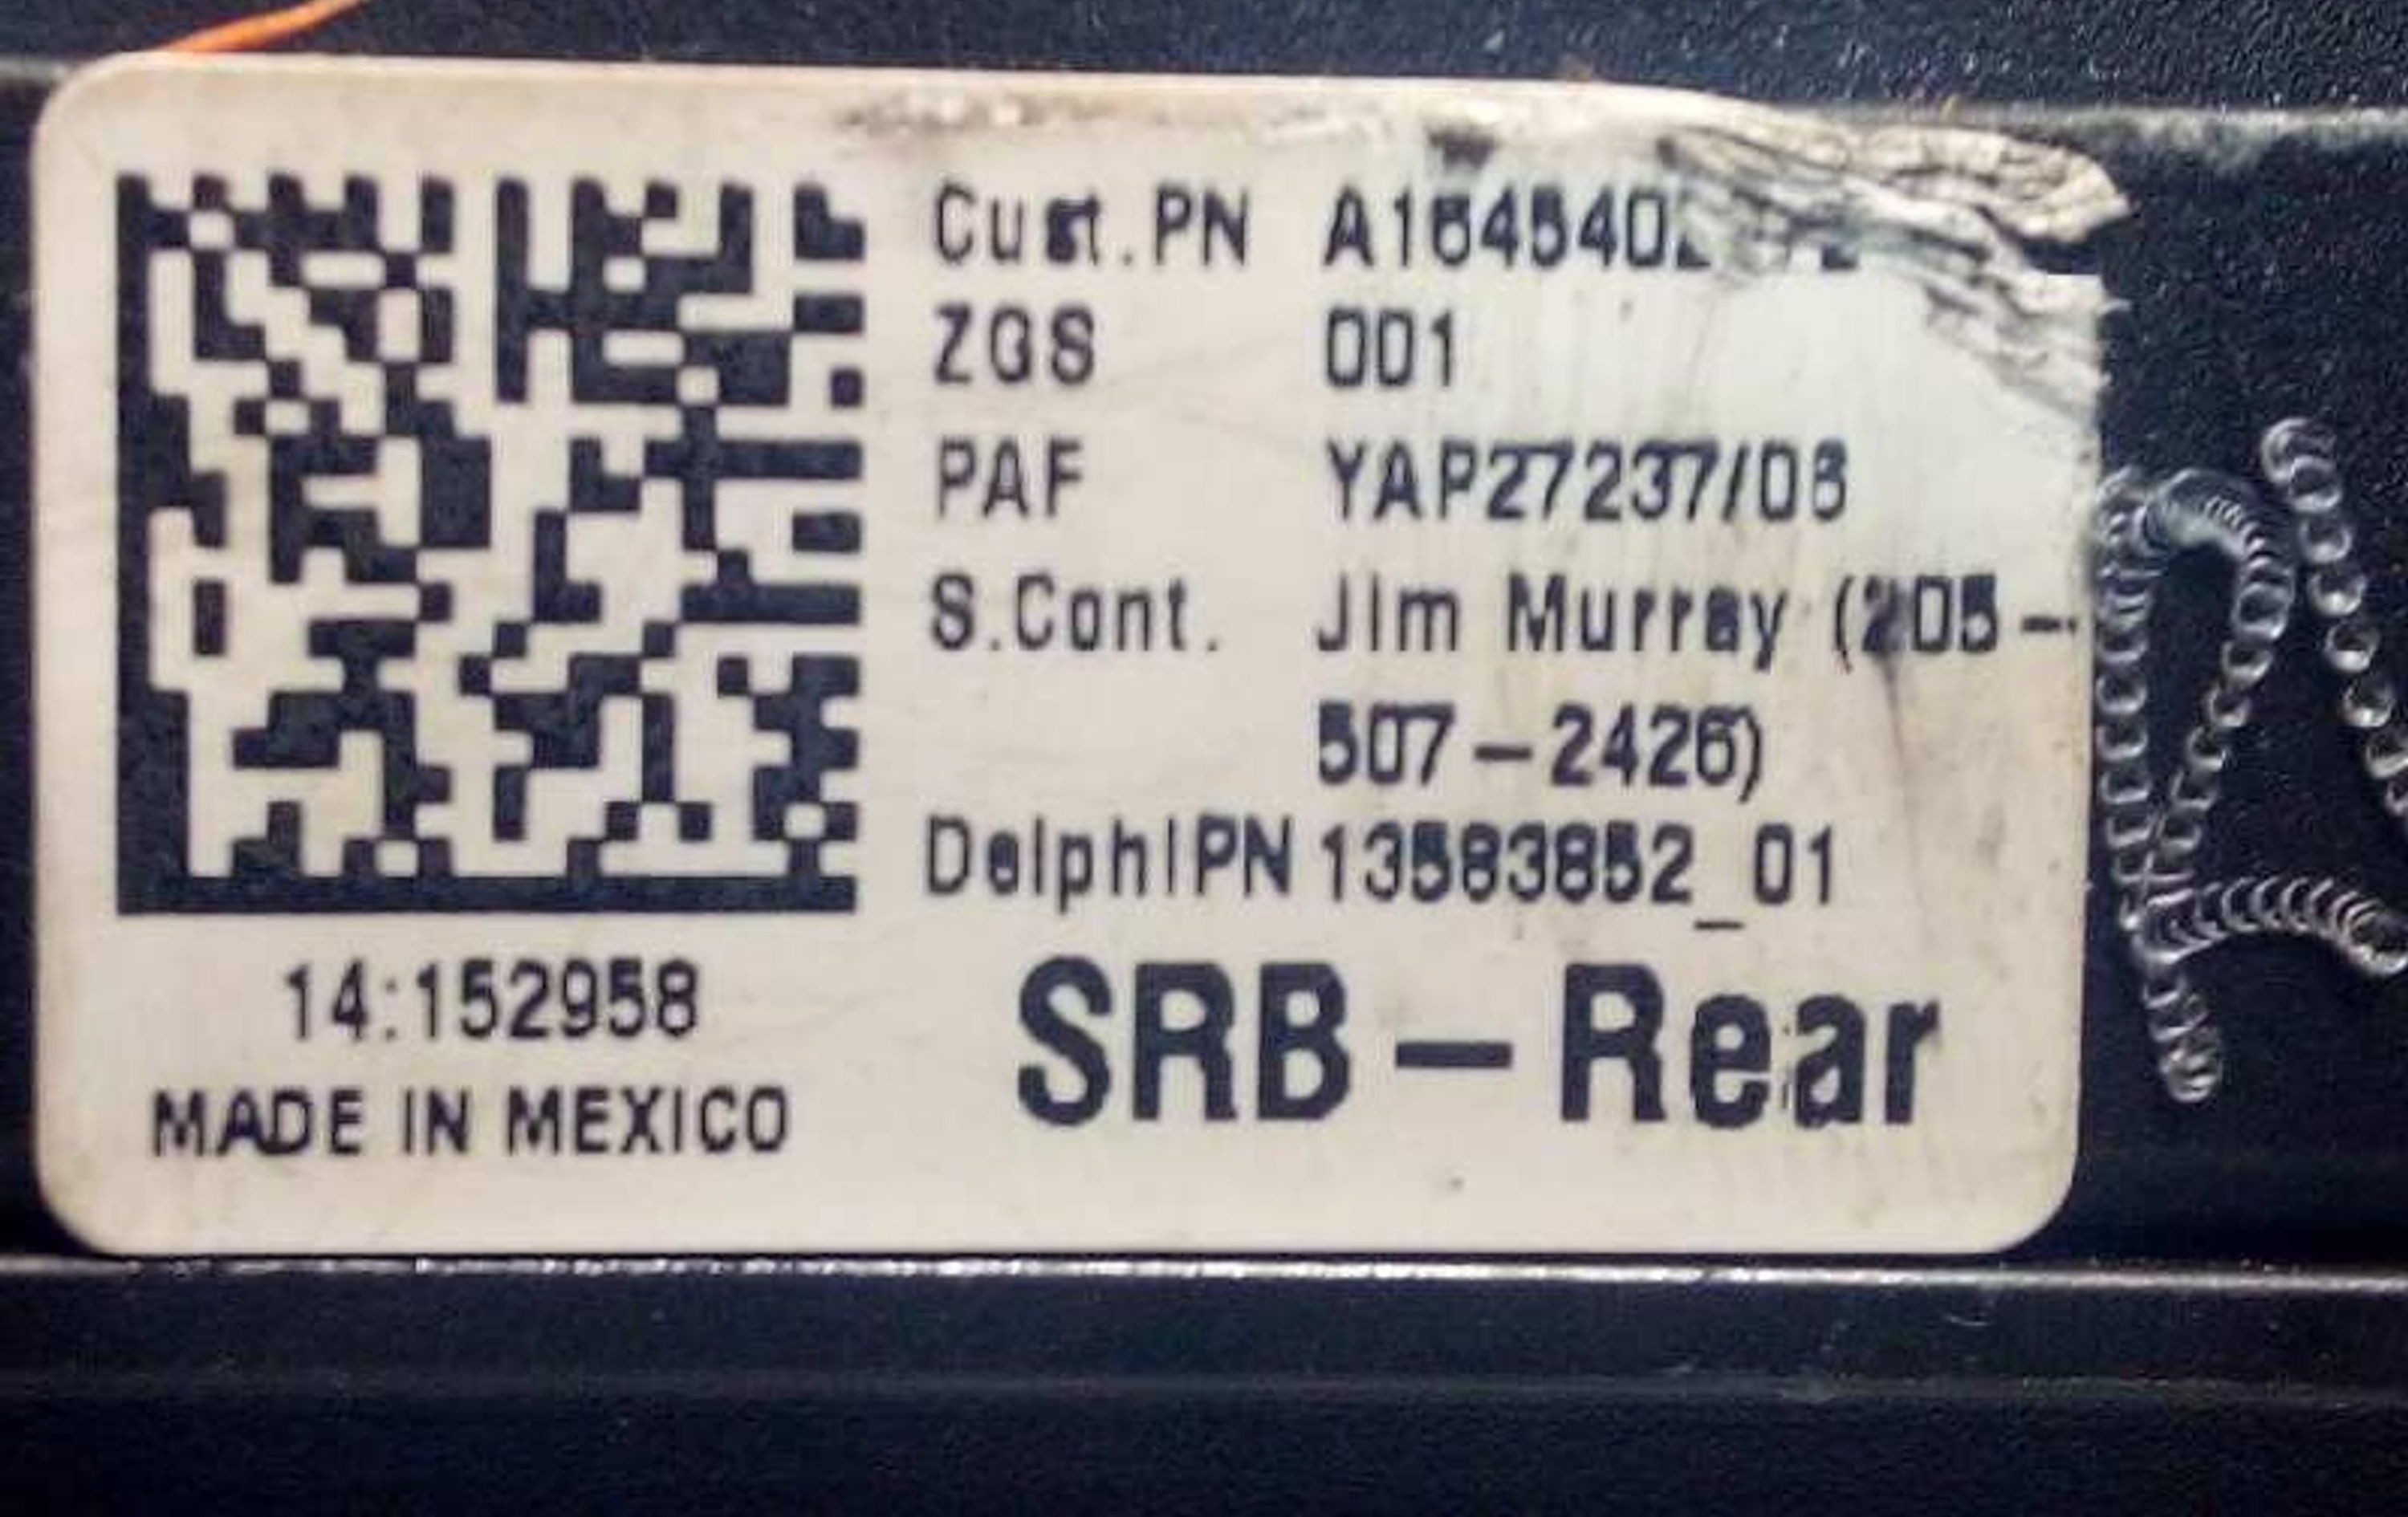 Cust.PN
ZGS 001
PAF YAP27237/06
S.Cont. Jim Murray (205-
507-2426)
DelphiPN 13583852_01
14:152958
SRB-Rear
MADE IN MEXICO